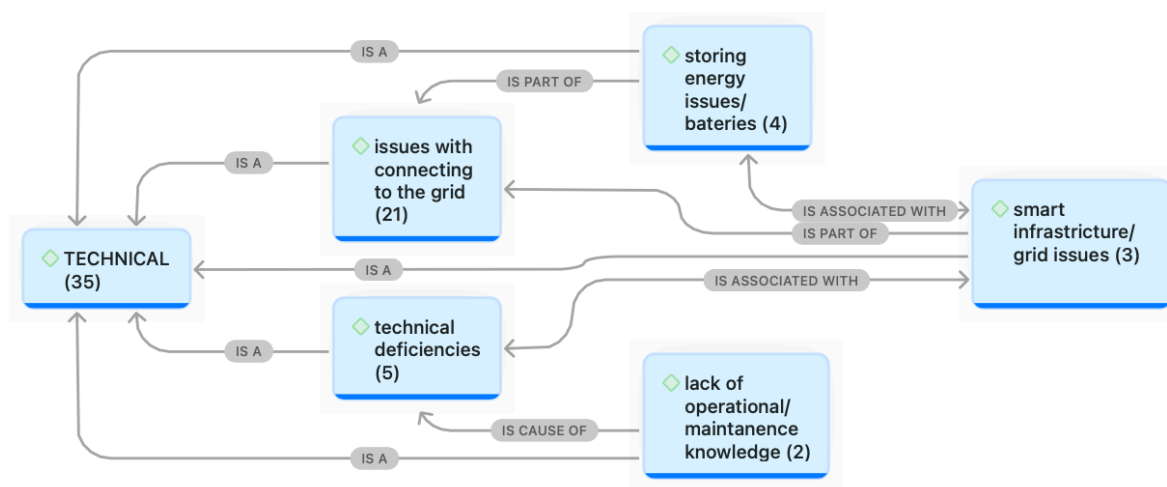 IS A
storing
energy
issues/
bateries (4)
IS PART OF
issues with
connecting
to the grid
(21)
IS A
IS ASSOCIATED WITH
smart
infrastricture/
grid issues (3)
IS PART OF
TECHNICAL
(35)
IS A
IS ASSOCIATED WITH
technical
deficiencies
(5)
IS A
lack of
operational/
maintanence
knowledge (2)
IS CAUSE OF
IS A